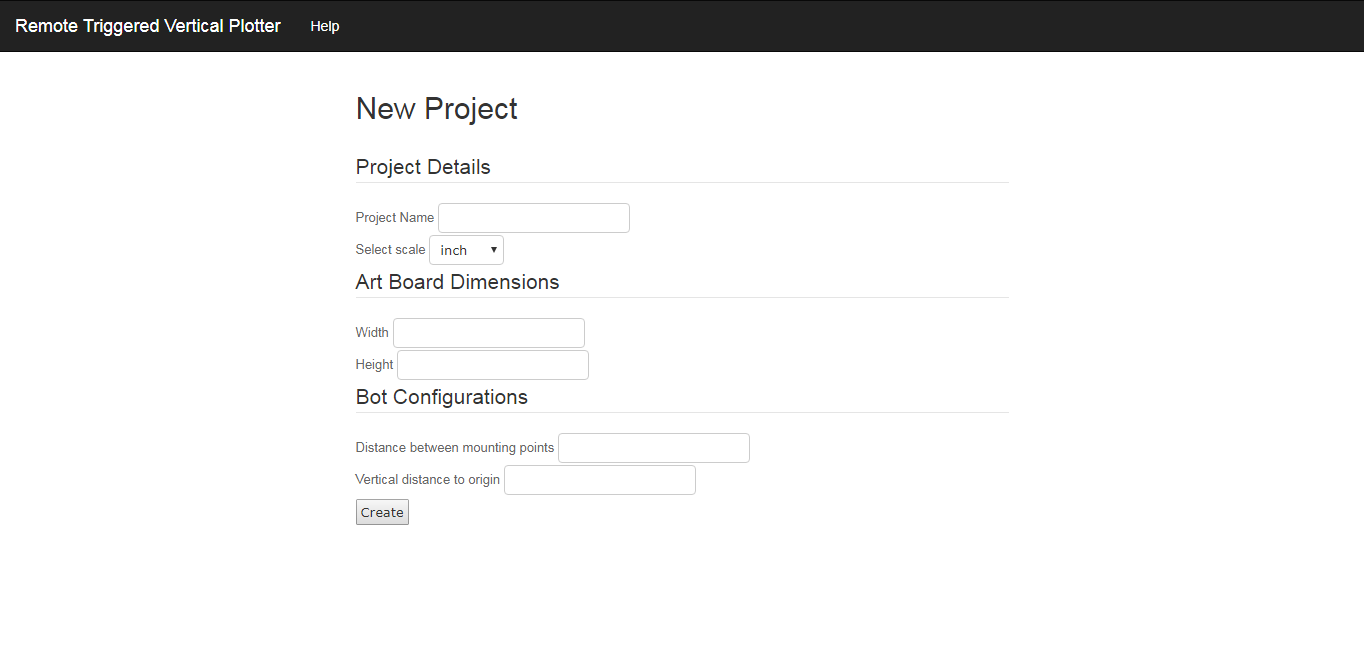 Remote Triggered Vertical Plotter Help
New Project
Project Details
Project Name
Select scale inch
Art Board Dimensions
Width
Height
Bot Configurations
Distance between mounting points
Vertical distance to origin
Create